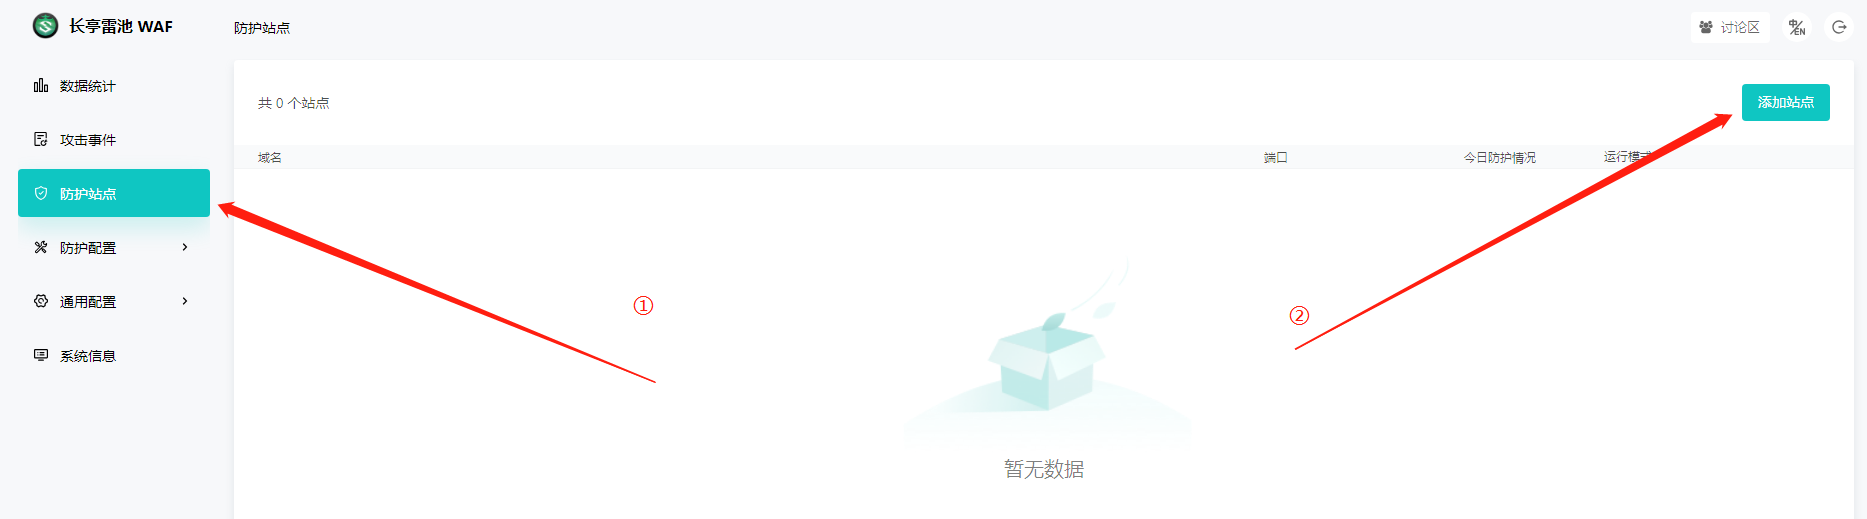 长亭雷池 WAF
防护站点
讨论区
中/EN
数据统计
攻击事件
防护站点
防护配置
通用配置
系统信息
共 0 个站点
添加站点
域名 端口 今日防护情况 运行模式
①
②
暂无数据